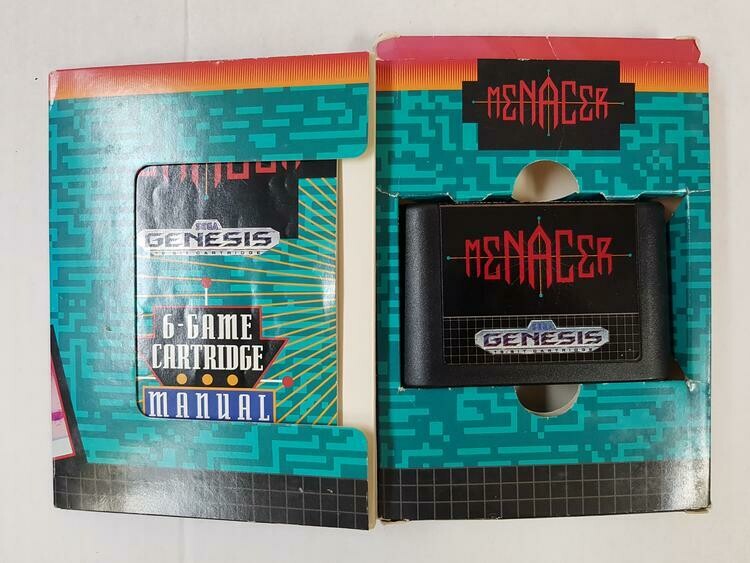 SEGA
GENESIS
16-BIT CARTRIDGE
6-GAME
CARTRIDGE
MANUAL
MENACER
MENACER
SEGA
GENESIS
16-BIT CARTRIDGE